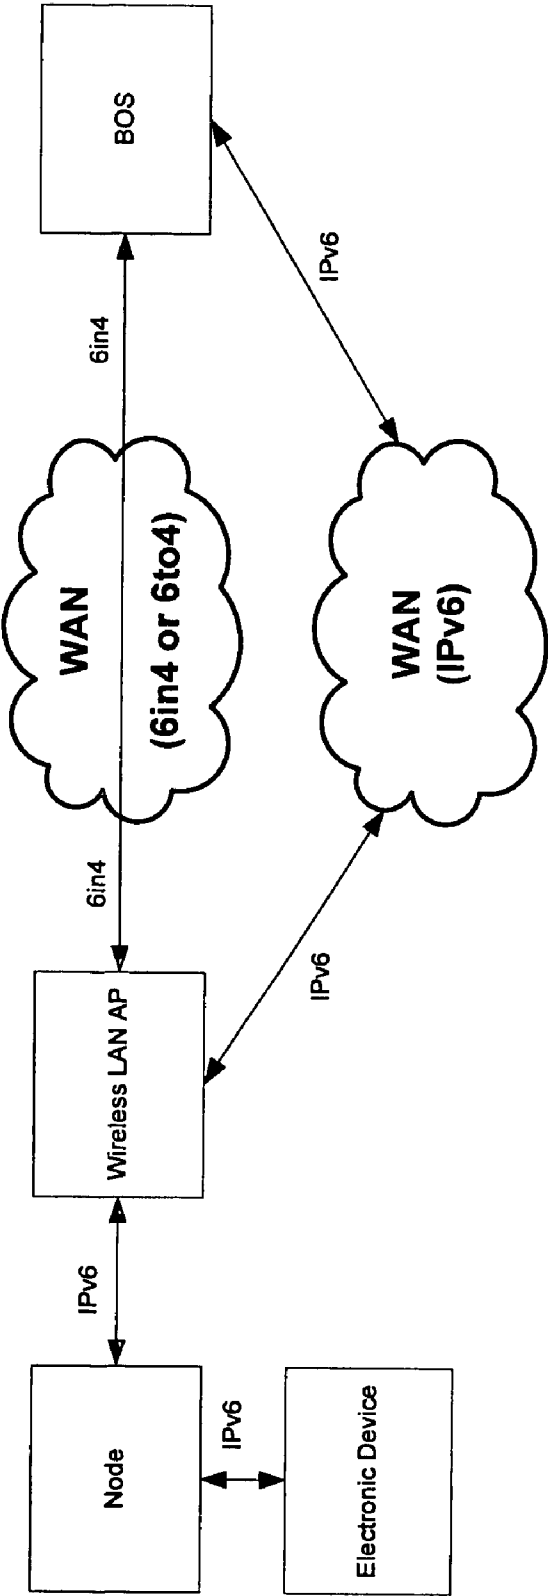 Node
IPv6
Electronic Device
IPv6
Wireless LAN AP
6in4
IPv6
WAN
(6in4 or 6to4)
WAN
(IPv6)
6in4
IPv6
BOS